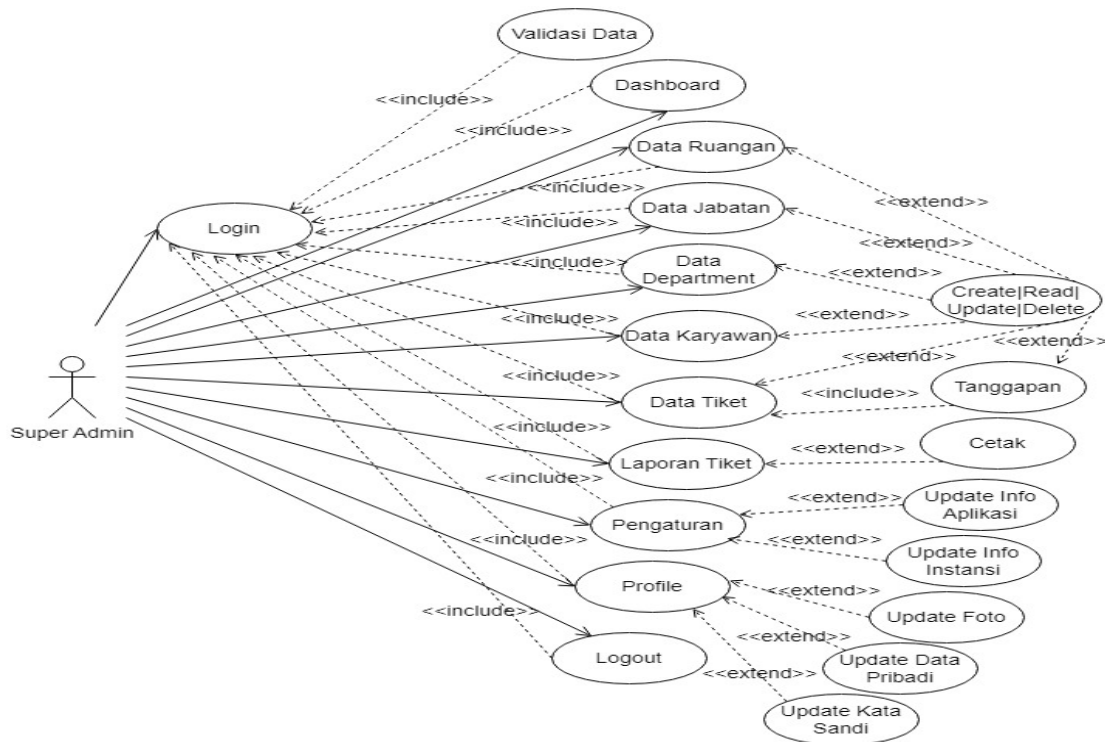 Validasi Data
<<include>>
Dashboard
<<include>>
Data Ruangan
<<include>>
<<extend>>
Login
Data Jabatan
<<include>>
<<extend>>
Data
Department
<<include>>
<<extend>>
Create|Read|
Update|Delete
<<include>>
<<extend>>
Data Karyawan
<<extend>>
<<extend>>
<<include>>
Tanggapan
<<include>>
Data Tiket
Super Admin
<<include>>
Cetak
<<extend>>
Laporan Tiket
<<include>>
<<extend>>
Update Info
Aplikasi
Pengaturan
<<include>>
<<extend>>
Update Info
Instansi
Profile
<<extend>>
Update Foto
<<include>>
<<extend>>
Logout
Update Data
Pribadi
<<extend>>
Update Kata
Sandi